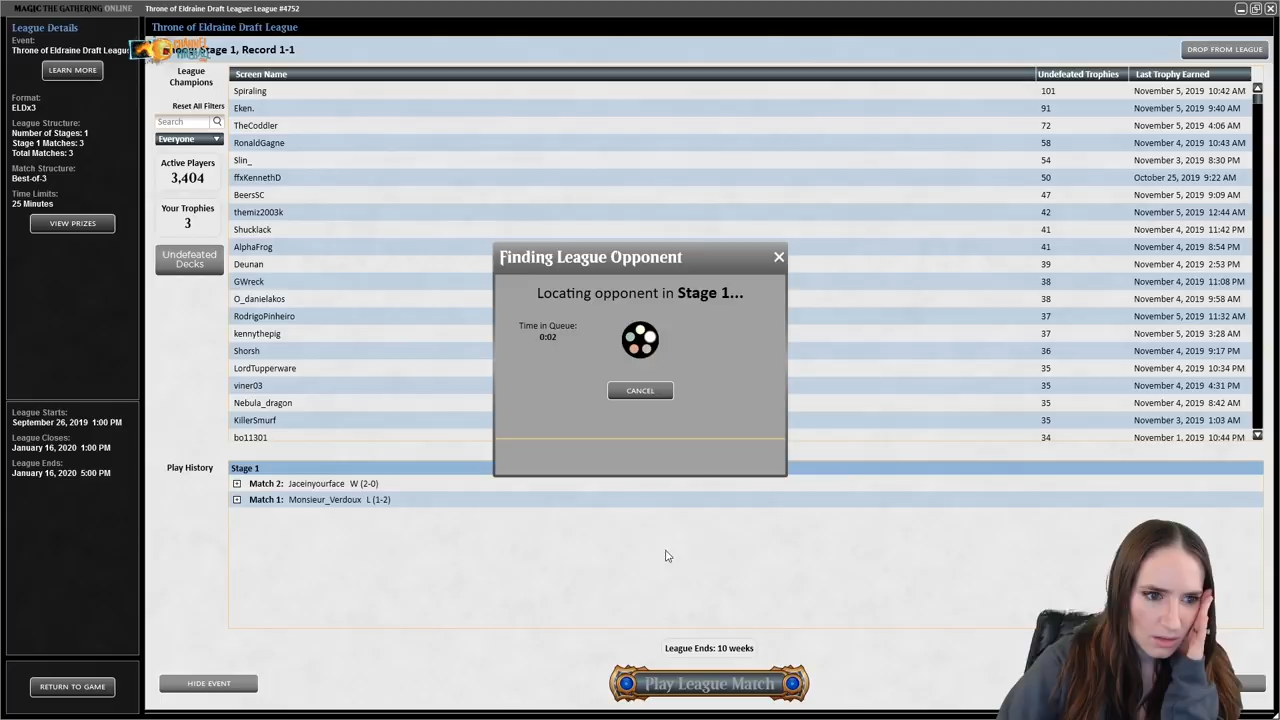 MAGIC THE GATHERING ONLINE
Throne of Eldraine Draft League: League #4752
League Details
Event:
Throne of Eldraine Draft League
LEARN MORE
Format:
ELDx3
League Structure:
Number of Stages: 1
Stage 1 Matches: 3
Total Matches: 3
Match Structure:
Best-of-3
Time Limits:
25 Minutes
VIEW PRIZES
League Starts:
September 26, 2019 1:00 PM
League Closes:
January 16, 2020 1:00 PM
League Ends:
January 16, 2020 5:00 PM
RETURN TO GAME
Throne of Eldraine Draft League
CHANNEL
Stage 1, Record 1-1
DROP FROM LEAGUE
League
Champions
Reset All Filters
Search
Everyone
Active Players
3,404
Your Trophies
3
Undefeated
Decks
Screen Name Undefeated Trophies Last Trophy Earned
Spiraling 101 November 5, 2019 10:42 AM
Eken. 91 November 5, 2019 9:40 AM
TheCoddler 72 November 5, 2019 4:06 AM
RonaldGagne 58 November 4, 2019 10:43 AM
Slin_ 54 November 3, 2019 8:30 PM
ffxKennethD 50 October 25, 2019 9:22 AM
BeersSC 47 November 5, 2019 9:09 AM
themiz2003k 42 November 5, 2019 12:44 AM
Shucklack 41 November 4, 2019 11:42 PM
AlphaFrog 41 November 4, 2019 8:54 PM
Deunan 39 November 4, 2019 2:53 PM
GWreck 38 November 4, 2019 11:08 PM
O_danielakos 38 November 4, 2019 9:58 AM
RodrigoPinheiro 37 November 5, 2019 11:32 AM
kennythepig 37 November 5, 2019 3:28 AM
Shorsh 36 November 4, 2019 9:17 PM
LordTupperware 35 November 4, 2019 10:34 PM
viner03 35 November 4, 2019 4:31 PM
Nebula_dragon 35 November 4, 2019 8:42 AM
KillerSmurf 35 November 3, 2019 1:03 AM
bo11301 34 November 1, 2019 10:44 PM
Finding League Opponent
Locating opponent in Stage 1...
Time in Queue:
0:02
CANCEL
Play History
Stage 1
Match 2: Jaceinyourface W (2-0)
Match 1: Monsieur_Verdoux L (1-2)
League Ends: 10 weeks
HIDE EVENT
Play League Match